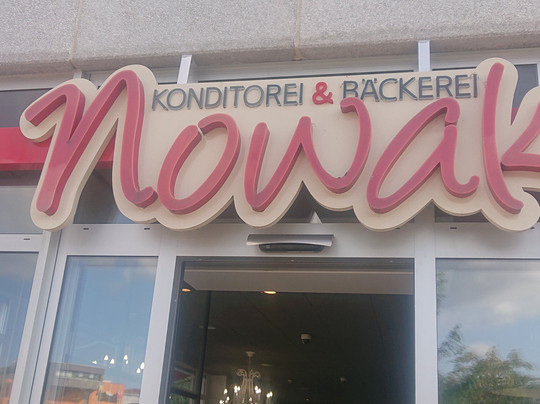 KONDITOREI & BÄCKEREI
Nowak